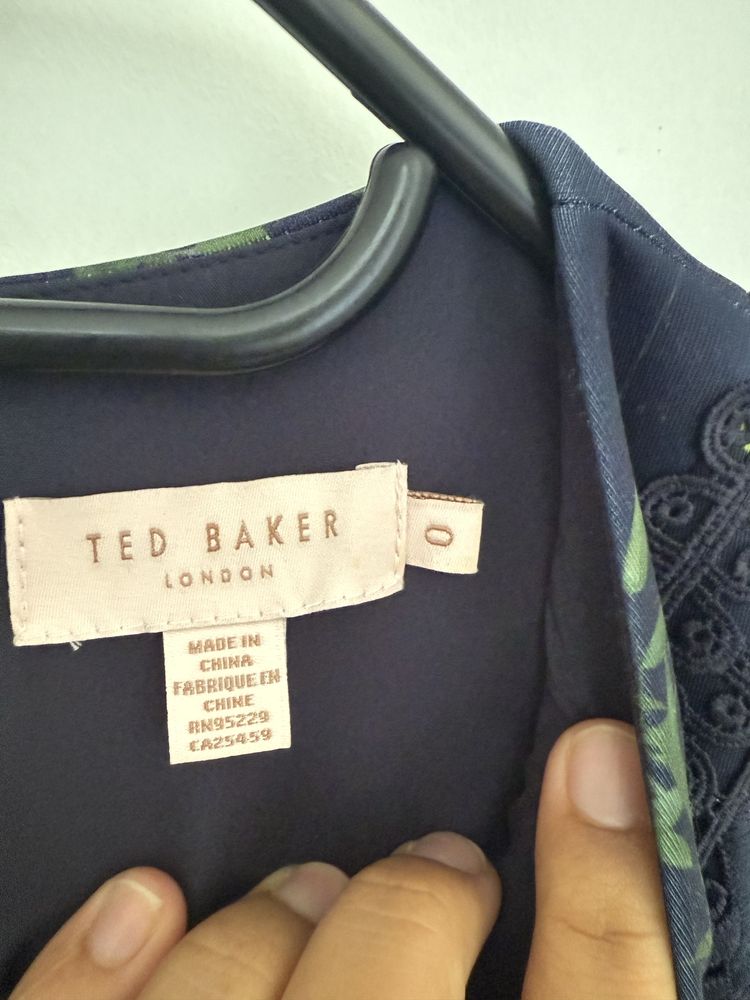 TED BAKER
LONDON
0
MADE IN
CHINA
FABRIQUE EN
CHINE
RN95229
CA25459